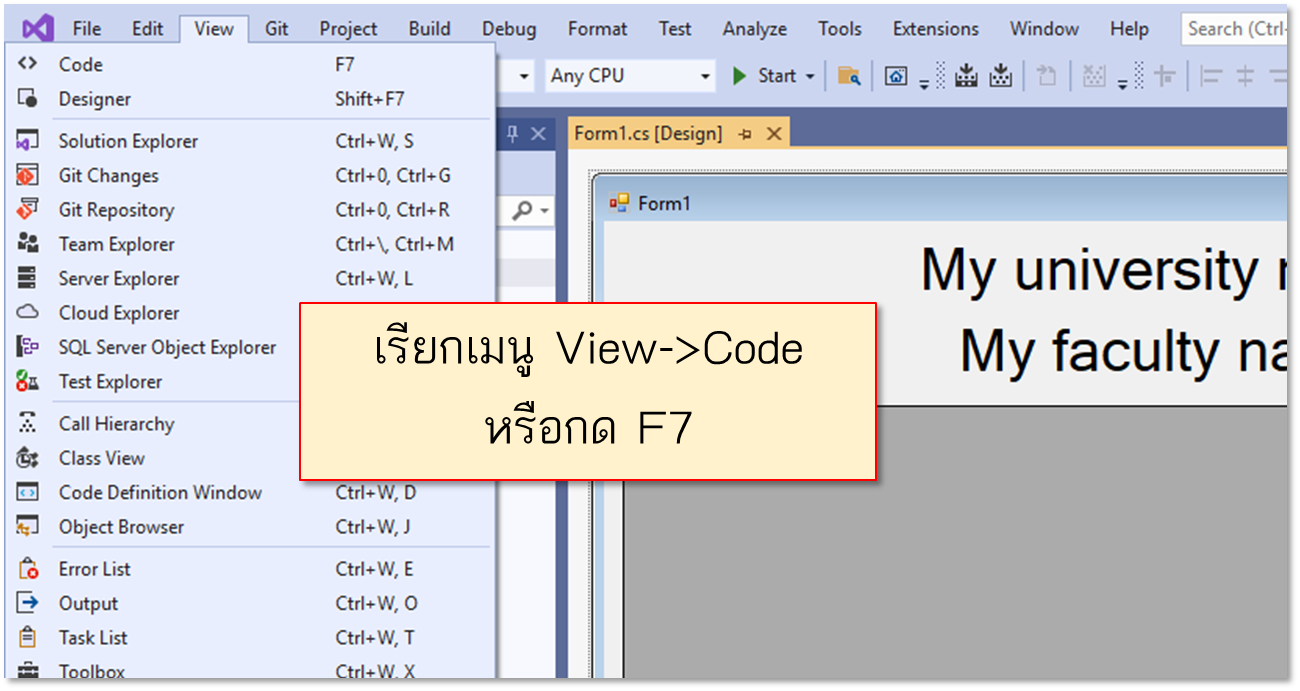 File Edit View Git Project Build Debug Format Test Analyze Tools Extensions Window Help Search (Ctrl-
Code F7
Designer Shift+F7
Any CPU Start
Solution Explorer Ctrl+W, S
Git Changes Ctrl+0, Ctrl+G
Git Repository Ctrl+0, Ctrl+R
Team Explorer Ctrl+\, Ctrl+M
Server Explorer Ctrl+W, L
Cloud Explorer
SQL Server Object Explorer
Test Explorer
Call Hierarchy
Class View
Code Definition Window Ctrl+W, D
Object Browser Ctrl+W, J
Error List Ctrl+W, E
Output Ctrl+W, O
Task List Ctrl+W, T
Toolbox Ctrl+W, X
Form1.cs [Design]
Form1
My university
My faculty
เรียกเมนู View->Code
หรือกด F7